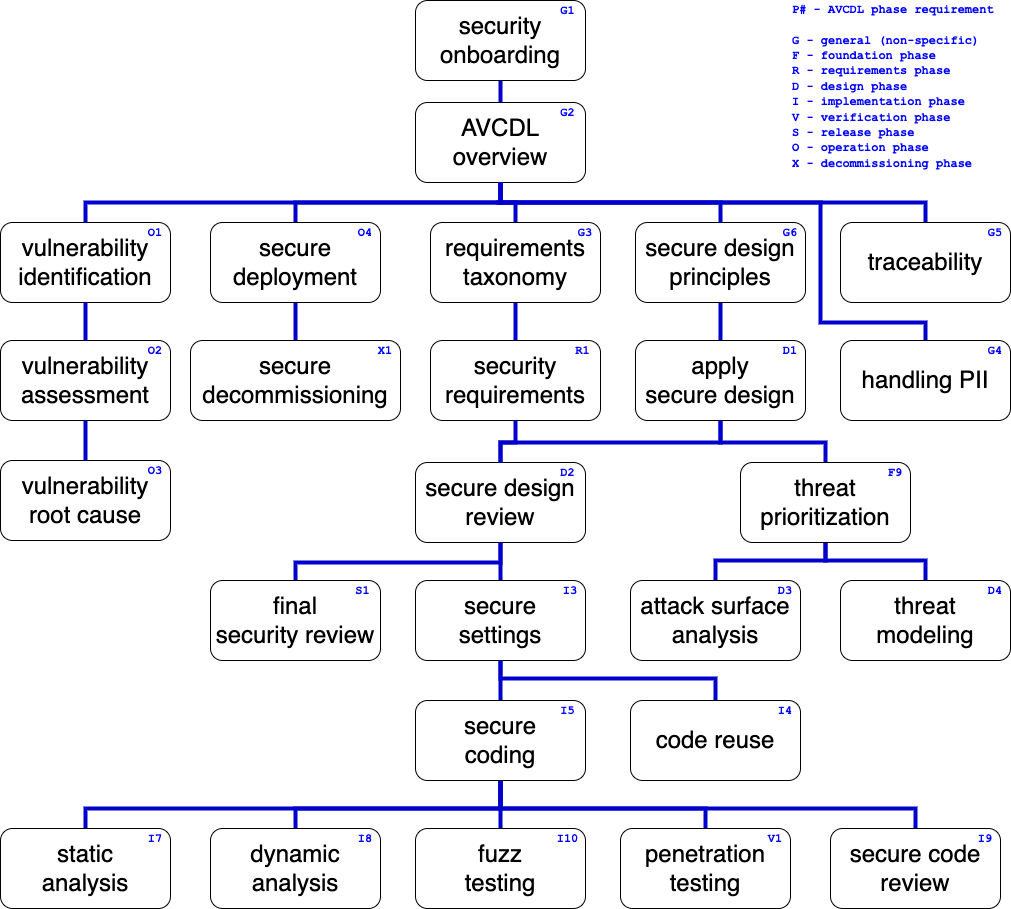 G1
security
onboarding
P# - AVCDL phase requirement
G - general (non-specific)
F - foundation phase
R - requirements phase
D - design phase
I - implementation phase
V - verification phase
S - release phase
O - operation phase
X - decommissioning phase
G2
AVCDL
overview
O1
vulnerability
identification
O4
secure
deployment
G3
requirements
taxonomy
G6
secure design
principles
G5
traceability
O2
vulnerability
assessment
X1
secure
decommissioning
R1
security
requirements
D1
apply
secure design
G4
handling PII
O3
vulnerability
root cause
D2
secure design
review
F9
threat
prioritization
S1
final
security review
I3
secure
settings
D3
attack surface
analysis
D4
threat
modeling
I5
secure
coding
I4
code reuse
I7
static
analysis
I8
dynamic
analysis
I10
fuzz
testing
V1
penetration
testing
I9
secure code
review